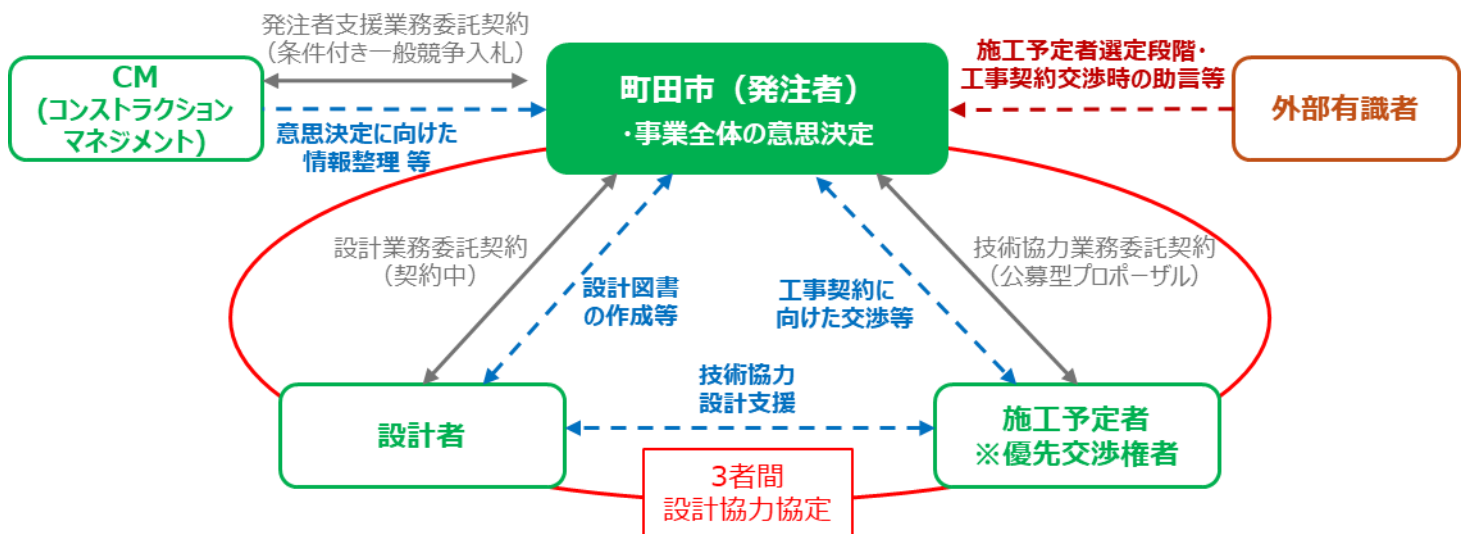 発注者支援業務委託契約
（条件付き一般競争入札）
CM
(コンストラクション
マネジメント)
意思決定に向けた
情報整理 等
町田市（発注者）
・事業全体の意思決定
施工予定者選定段階・
工事契約交渉時の助言等
外部有識者
設計業務委託契約
（契約中）
設計図書
の作成等
工事契約に
向けた交渉等
技術協力業務委託契約
（公募型プロポーザル）
技術協力
設計支援
設計者
施工予定者
※優先交渉権者
3者間
設計協力協定